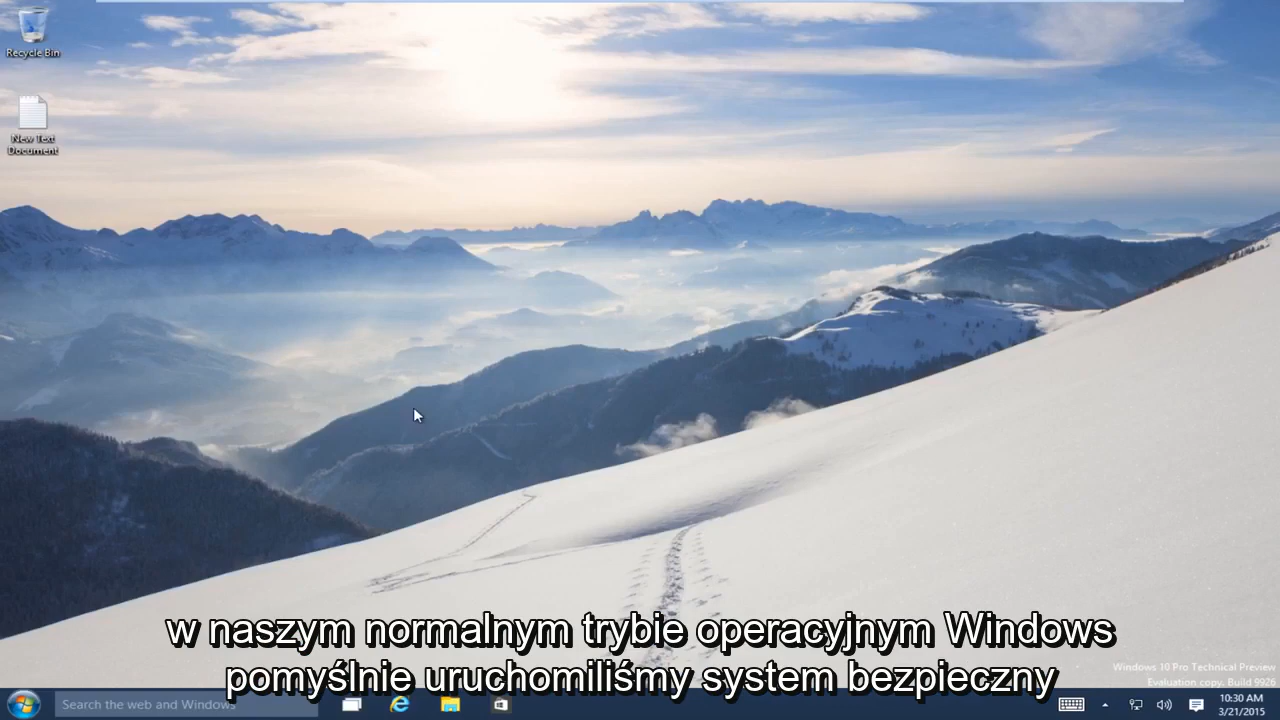 Recycle Bin
New Text
Document
w naszym normalnym trybie operacyjnym Windows
pomyślnie uruchomiliśmy system bezpieczny
Windows 10 Pro Technical Preview
Evaluation copy. Build 9926
Search the web and Windows
10:30 AM
3/21/2015